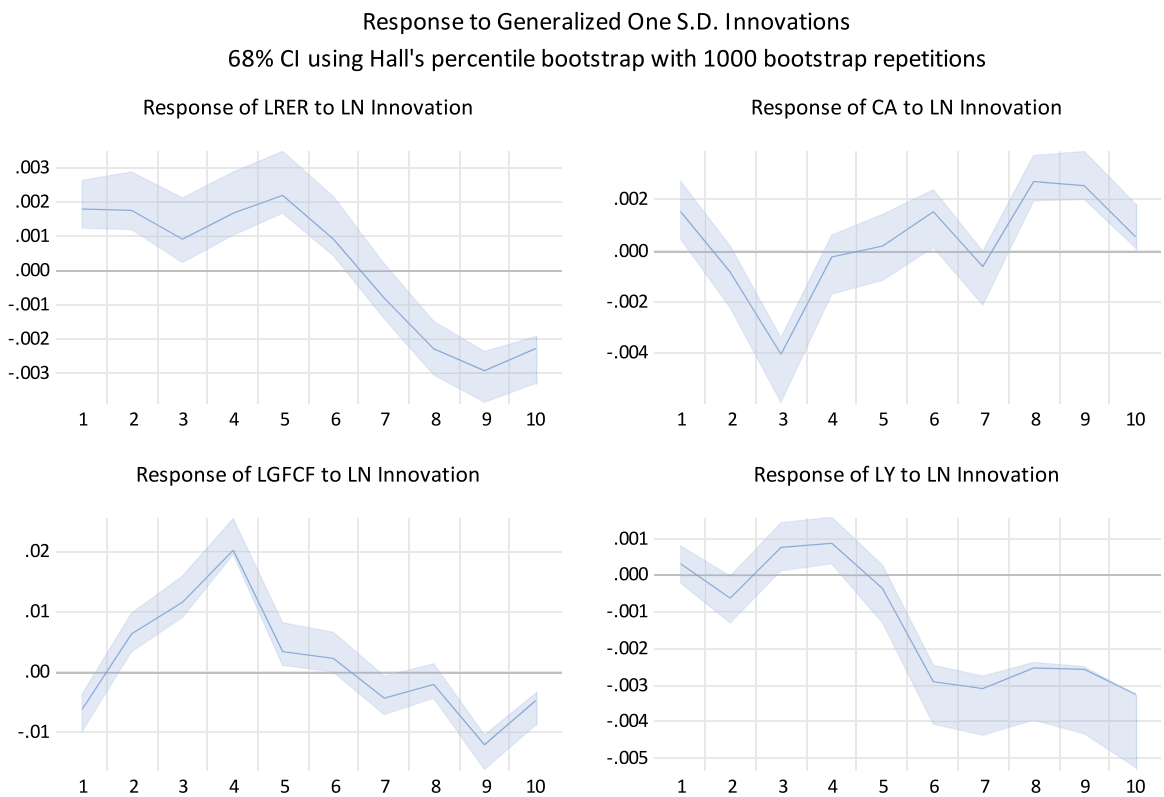 Response to Generalized One S.D. Innovations
68% CI using Hall's percentile bootstrap with 1000 bootstrap repetitions
Response of LRER to LN Innovation
.003
.002
.001
.000
-.001
-.002
-.003
1 2 3 4 5 6 7 8 9 10
Response of CA to LN Innovation
.002
.000
-.002
-.004
1 2 3 4 5 6 7 8 9 10
Response of LGFCF to LN Innovation
.02
.01
.00
-.01
1 2 3 4 5 6 7 8 9 10
Response of LY to LN Innovation
.001
.000
-.001
-.002
-.003
-.004
-.005
1 2 3 4 5 6 7 8 9 10